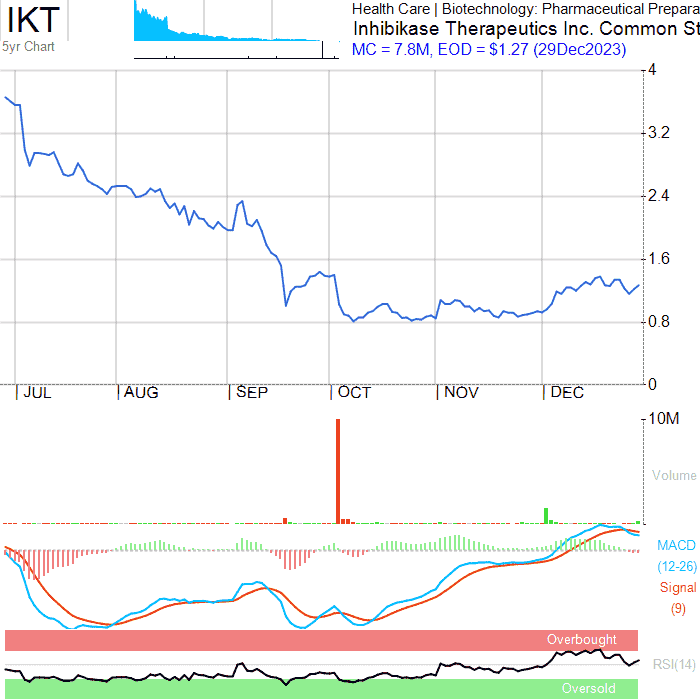 IKT
5yr Chart
Health Care | Biotechnology: Pharmaceutical Prepara
Inhibikase Therapeutics Inc. Common St
MC = 7.8M, EOD = $1.27 (29Dec2023)
4
3.2
2.4
1.6
0.8
0
JUL AUG SEP OCT NOV DEC
10M
Volume
MACD
(12-26)
Signal
(9)
Overbought
RSI(14)
Oversold